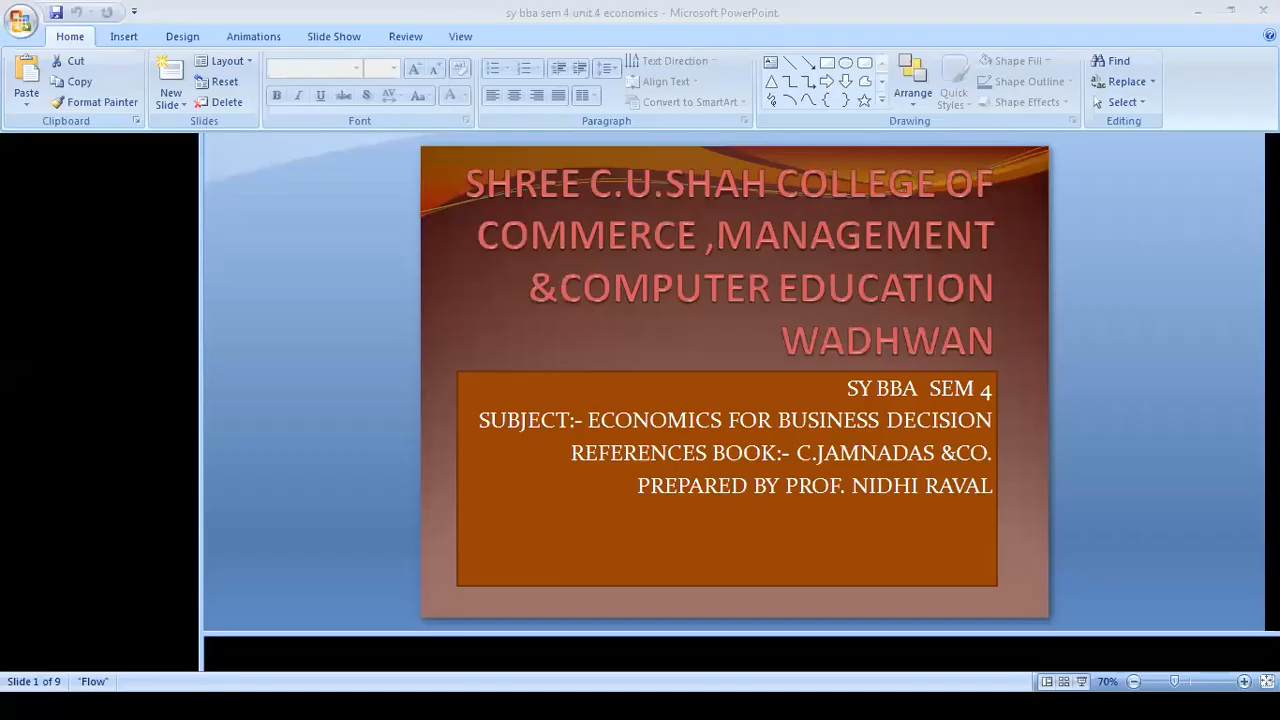 sy bba sem 4 unit 4 economics - Microsoft PowerPoint
Home Insert Design Animations Slide Show Review View
Paste
Cut
Copy
Format Painter
Clipboard
New Slide
Layout
Reset
Delete
Slides
B I U abc S AV Aa A
Font
Text Direction
Align Text
Convert to SmartArt
Paragraph
Arrange
Quick Styles
Shape Fill
Shape Outline
Shape Effects
Drawing
Find
Replace
Select
Editing
SHREE C.U.SHAH COLLEGE OF
COMMERCE ,MANAGEMENT
&COMPUTER EDUCATION
WADHWAN
SY BBA SEM 4
SUBJECT:- ECONOMICS FOR BUSINESS DECISION
REFERENCES BOOK:- C.JAMNADAS &CO.
PREPARED BY PROF. NIDHI RAVAL
Slide 1 of 9 "Flow" 70%